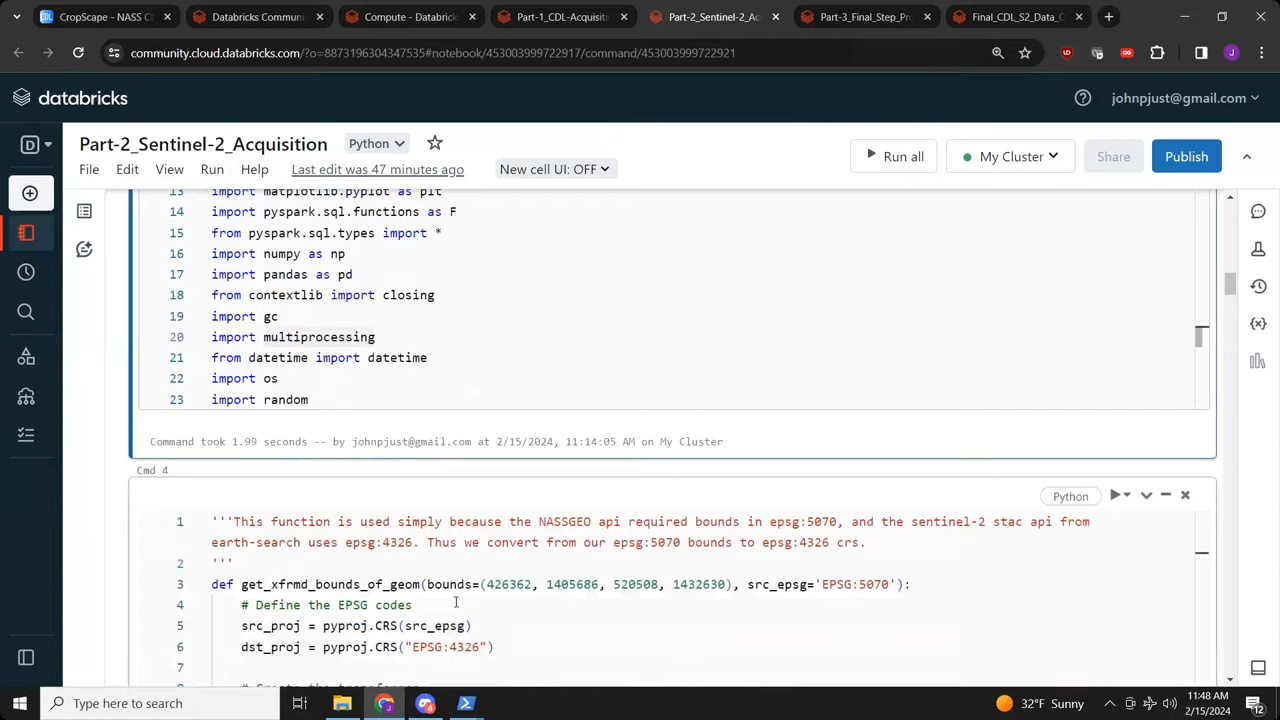 CropScape - NASS C
Databricks Communi
Compute - Databrick
Part-1_CDL-Acquisit
Part-2_Sentinel-2_Ac
Part-3_Final_Step_Pr
Final_CDL_S2_Data_
community.cloud.databricks.com/?o=8873196304347535#notebook/453003999722917/command/453003999722921
J
databricks
johnpjust@gmail.com
D
Part-2_Sentinel-2_Acquisition
Python
Run all
My Cluster
Share
Publish
File Edit View Run Help Last edit was 47 minutes ago New cell UI: OFF
13 import matplotlib.pyplot as plt
14 import pyspark.sql.functions as F
15 from pyspark.sql.types import *
16 import numpy as np
17 import pandas as pd
18 from contextlib import closing
19 import gc
20 import multiprocessing
21 from datetime import datetime
22 import os
23 import random
Command took 1.99 seconds -- by johnpjust@gmail.com at 2/15/2024, 11:14:05 AM on My Cluster
Cmd 4
Python
1 '''This function is used simply because the NASSGEO api required bounds in epsg:5070, and the sentinel-2 stac api from
earth-search uses epsg:4326. Thus we convert from our epsg:5070 bounds to epsg:4326 crs.
2 '''
3 def get_xfrmd_bounds_of_geom(bounds=(426362, 1405686, 520508, 1432630), src_epsg='EPSG:5070'):
4 # Define the EPSG codes
5 src_proj = pyproj.CRS(src_epsg)
6 dst_proj = pyproj.CRS("EPSG:4326")
7
Type here to search
32°F Sunny
11:48 AM
2/15/2024
12